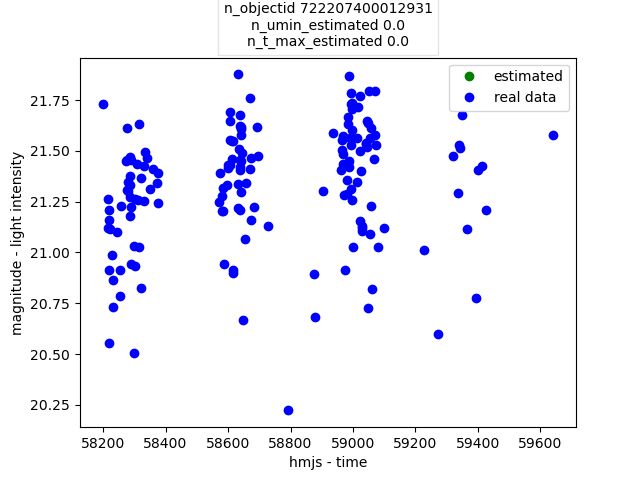 n_objectid 722207400012931
n_umin_estimated 0.0
n_t_max_estimated 0.0
estimated
real data
magnitude - light intensity
21.75
21.50
21.25
21.00
20.75
20.50
20.25
58200 58400 58600 58800 59000 59200 59400 59600
hmjs - time